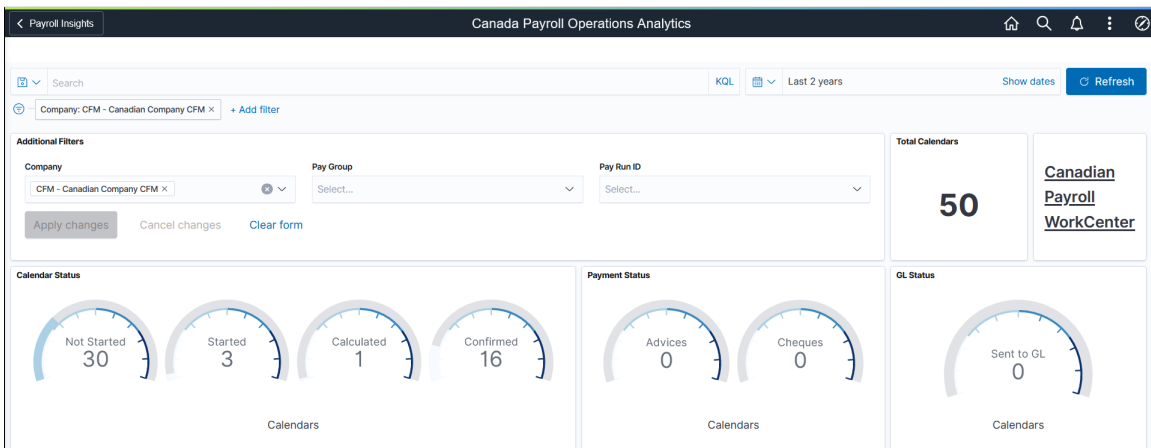 Payroll Insights
Canada Payroll Operations Analytics
Search
KQL
Last 2 years
Show dates
Refresh
Company: CFM - Canadian Company CFM ×
+ Add filter
Additional Filters
Company
Pay Group
Pay Run ID
CFM - Canadian Company CFM ×
Select...
Select...
Apply changes
Cancel changes
Clear form
Total Calendars
50
Canadian
Payroll
WorkCenter
Calendar Status
Not Started
30
Started
3
Calculated
1
Confirmed
16
Calendars
Payment Status
Advices
0
Cheques
0
Calendars
GL Status
Sent to GL
0
Calendars